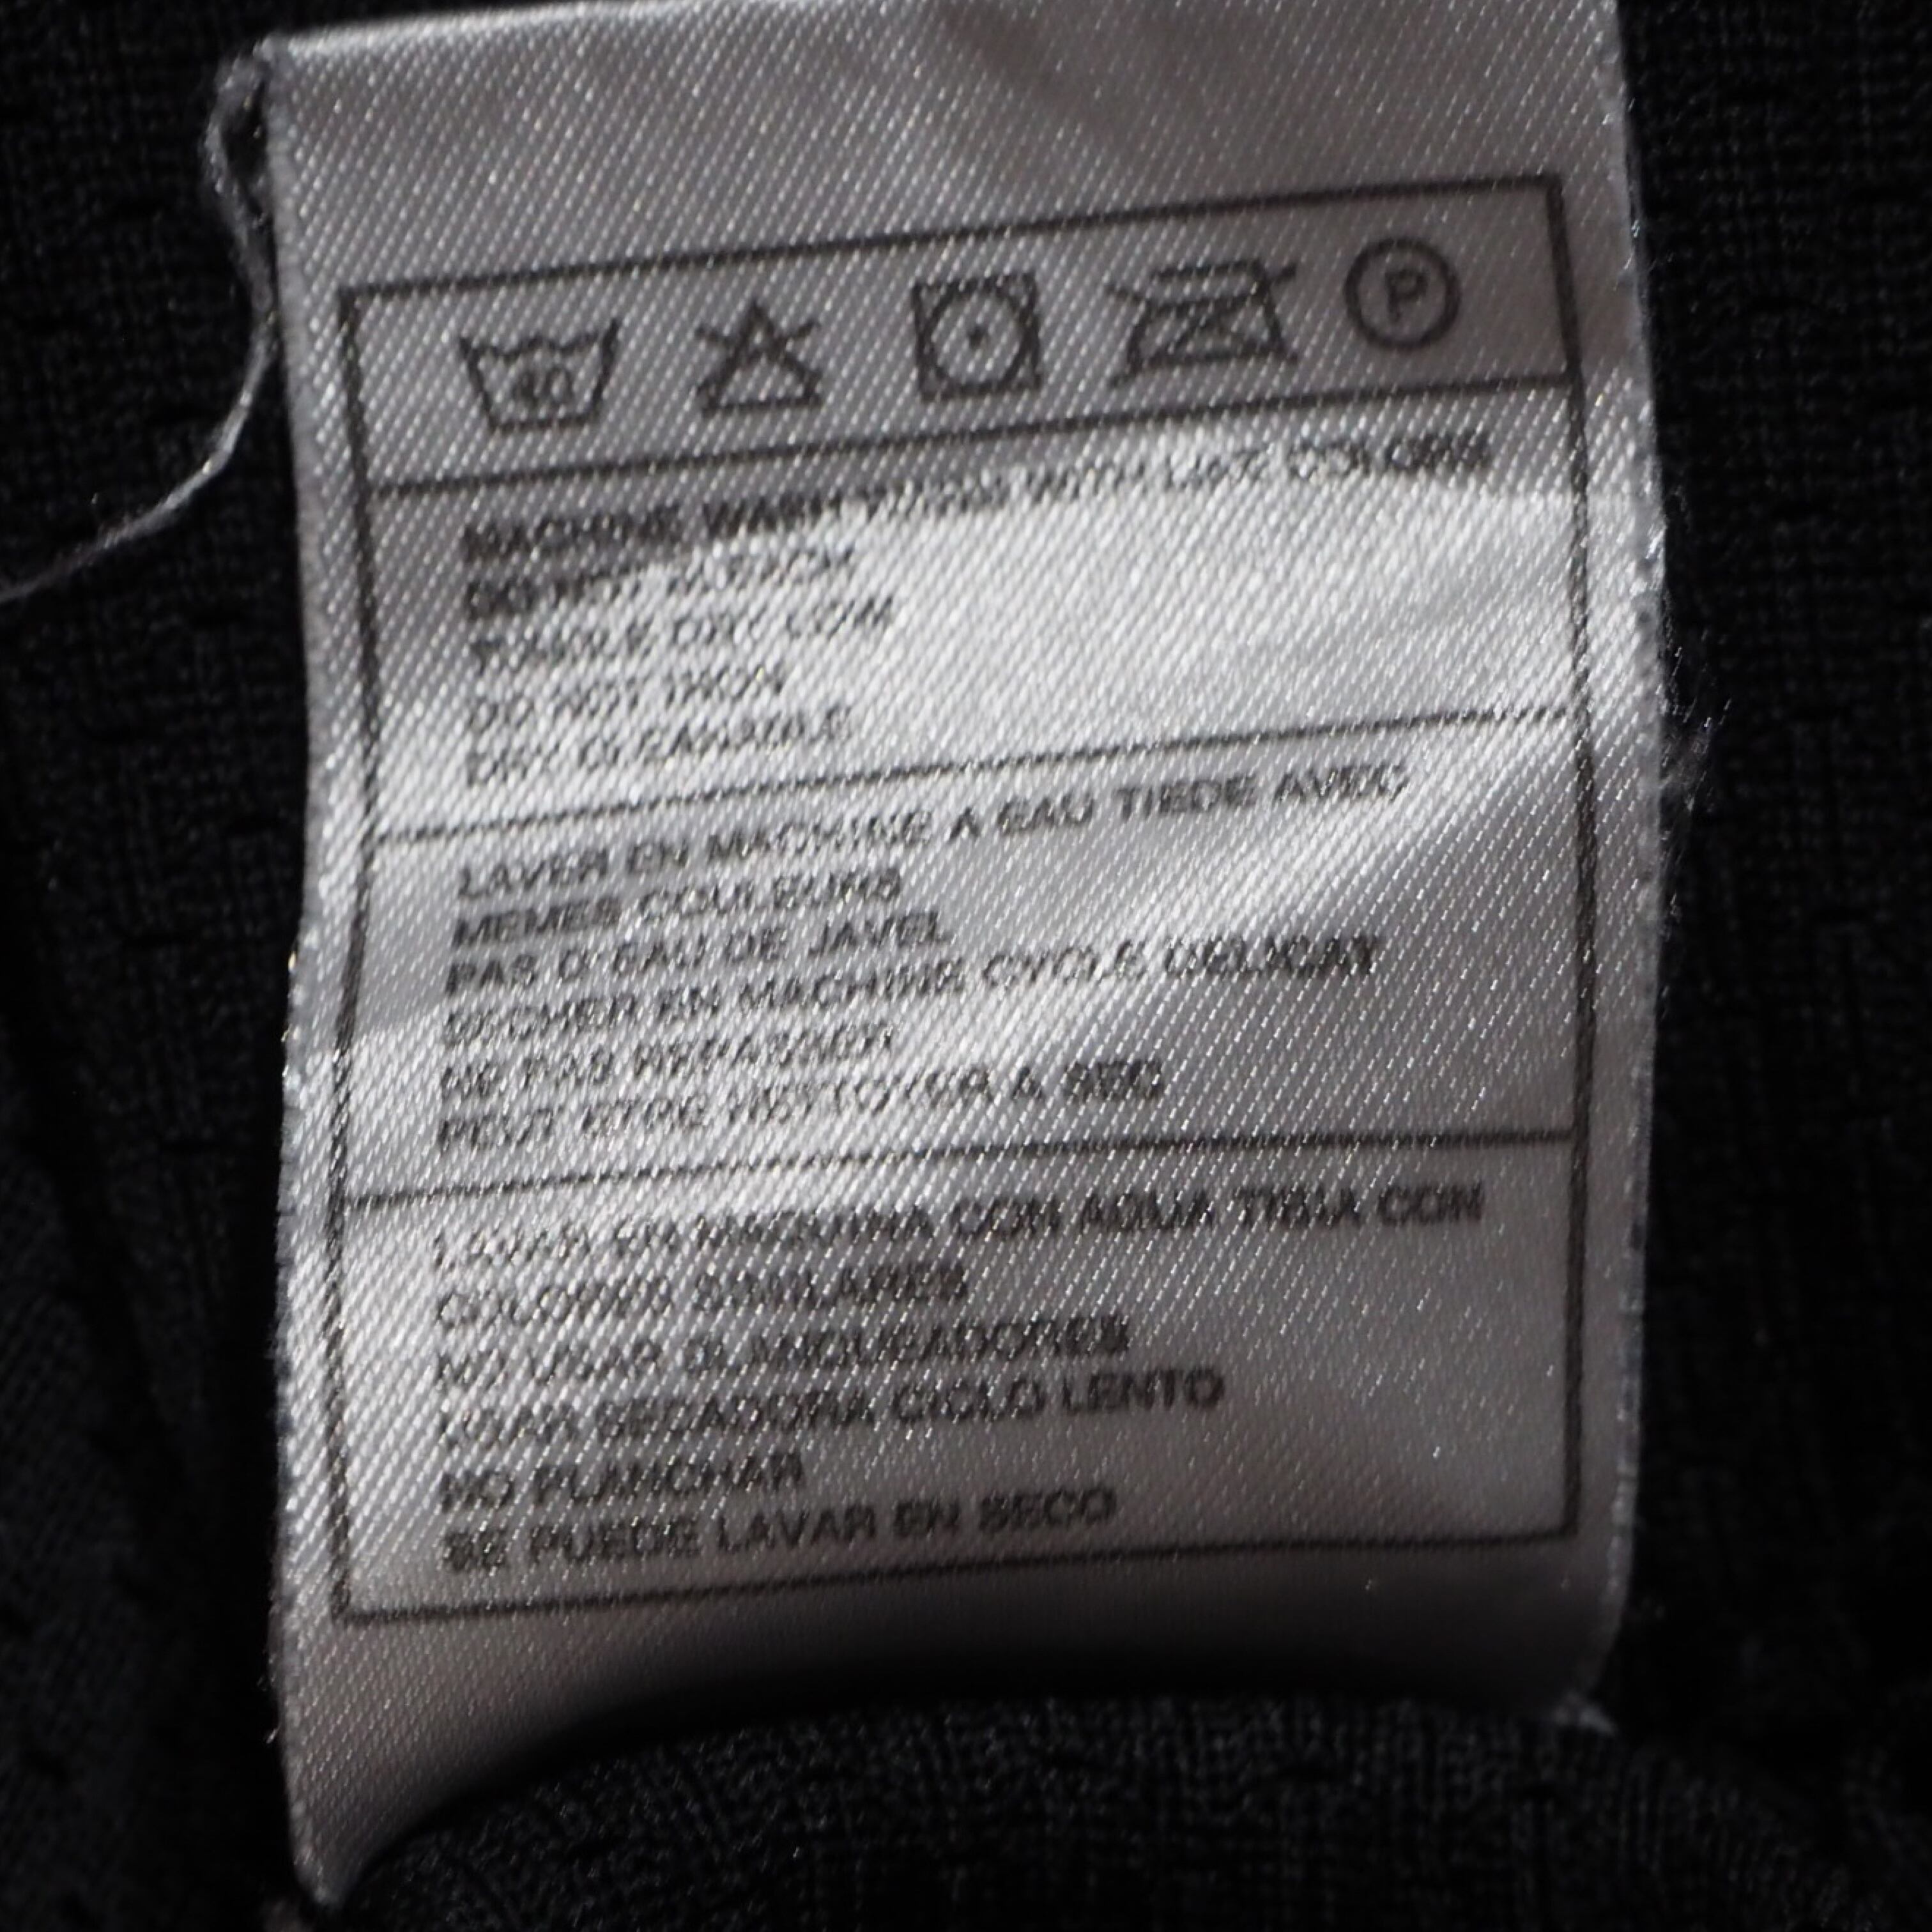 40
P
MACHINE WASH WARM WITH LIKE COLORS
DO NOT BLEACH
TUMBLE DRY LOW
DO NOT IRON
DRY CLEANABLE
LAVER EN MACHINE A EAU TIEDE AVEC
MEMES COULEURS
PAS D'EAU DE JAVEL
SECHER EN MACHINE CYCLE DELICAT
NE PAS REPASSER
PEUT ETRE NETTOYER A SEC
LAVAR EN MAQUINA CON AGUA TIBIA CON
COLORES SIMILARES
NO USAR BLANQUEADORES
USAR SECADORA CICLO LENTO
NO PLANCHAR
SE PUEDE LAVAR EN SECO